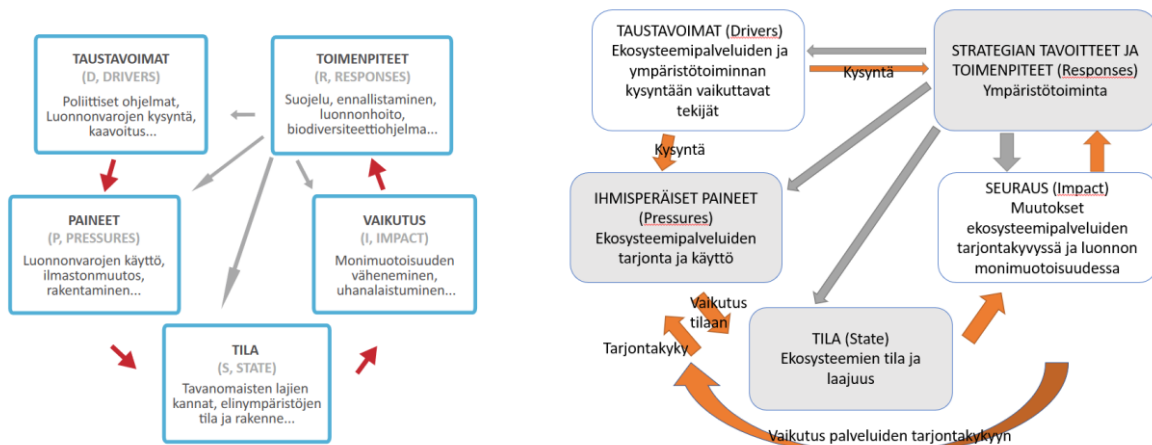 TAUSTAVOIMAT
(D, DRIVERS)
Poliittiset ohjelmat,
Luonnonvarojen kysyntä,
kaavoitus...
TOIMENPITEET
(R, RESPONSES)
Suojelu, ennallistaminen,
luonnonhoito,
biodiversiteettiohjelma...
PAINEET
(P, PRESSURES)
Luonnonvarojen käyttö,
ilmastonmuutos,
rakentaminen...
VAIKUTUS
(I, IMPACT)
Monimuotoisuuden
väheneminen,
uhanalaistuminen...
TILA
(S, STATE)
Tavanomaisten lajien
kannat, elinympäristöjen
tila ja rakenne...
TAUSTAVOIMAT (Drivers)
Ekosysteemipalveluiden ja
ympäristötoiminnan
kysyntään vaikuttavat
tekijät
Kysyntä
STRATEGIAN TAVOITTEET JA
TOIMENPITEET (Responses)
Ympäristötoiminta
Kysyntä
IHMISPERÄISET PAINEET
(Pressures)
Ekosysteemipalveluiden
tarjonta ja käyttö
SEURAUS (Impact)
Muutokset
ekosysteemipalveluiden
tarjontakyvyssä ja luonnon
monimuotoisuudessa
Vaikutus
tilaan
Tarjontakyky
TILA (State)
Ekosysteemien tila ja
laajuus
Vaikutus palveluiden tarjontakykyyn